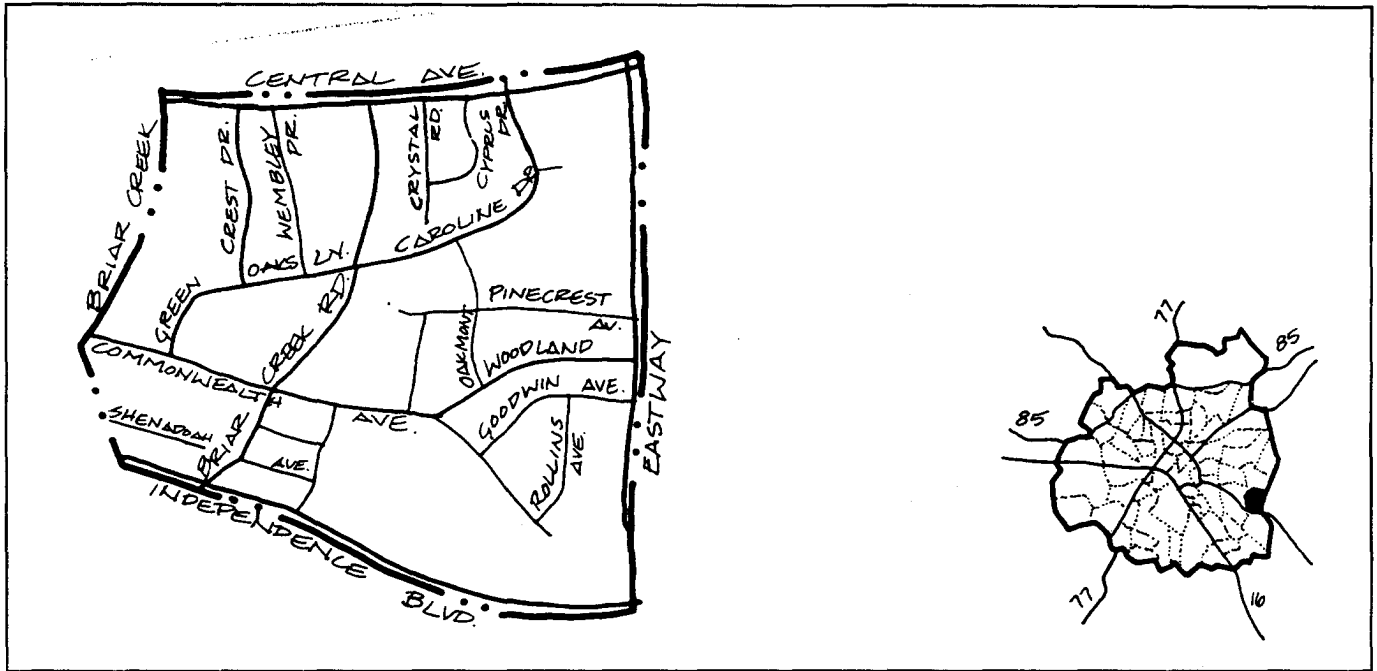 CENTRAL AVE.
BRIAR CREEK
CREST DR.
WEMBLEY DR.
CRYSTAL RD.
CYPRUS DR.
CAROLINE DR
GREEN OAKS LN.
BRIAR CREEK RD.
PINECREST AV.
OAKMONT
WOODLAND
COMMONWEALTH AVE.
GOODWIN AVE.
ROLLINS AVE.
SHENADOAH AVE.
EASTWAY
INDEPENDENCE BLVD.
77
85
85
77
16